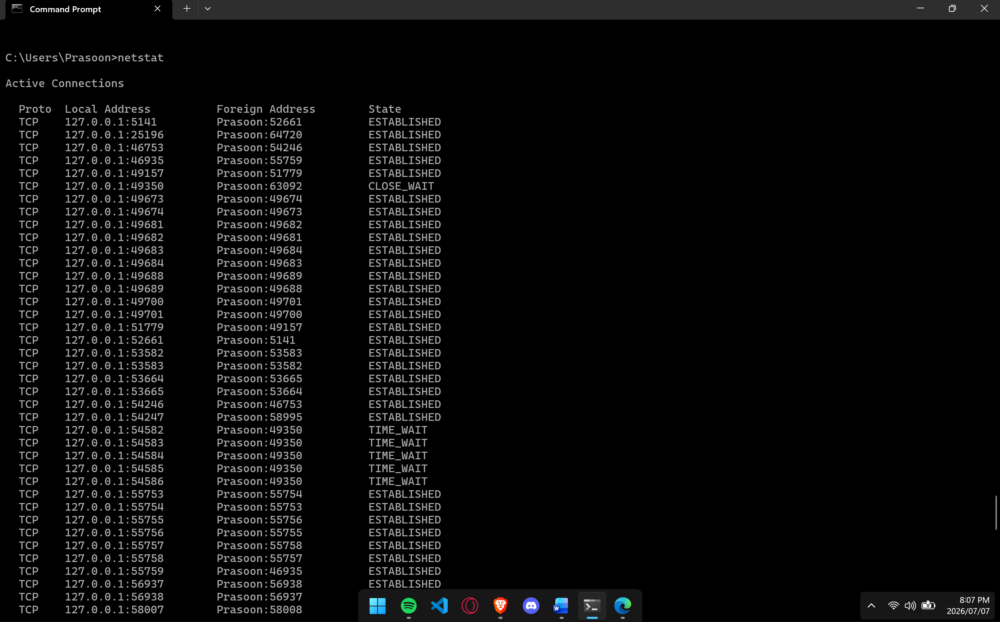 Command Prompt
C:\Users\Prasoon>netstat
Active Connections
Proto  Local Address          Foreign Address        State
TCP    127.0.0.1:5141         Prasoon:52661          ESTABLISHED
TCP    127.0.0.1:25196        Prasoon:64720          ESTABLISHED
TCP    127.0.0.1:46753        Prasoon:54246          ESTABLISHED
TCP    127.0.0.1:46935        Prasoon:55759          ESTABLISHED
TCP    127.0.0.1:49157        Prasoon:51779          ESTABLISHED
TCP    127.0.0.1:49350        Prasoon:63092          CLOSE_WAIT
TCP    127.0.0.1:49673        Prasoon:49674          ESTABLISHED
TCP    127.0.0.1:49674        Prasoon:49673          ESTABLISHED
TCP    127.0.0.1:49681        Prasoon:49682          ESTABLISHED
TCP    127.0.0.1:49682        Prasoon:49681          ESTABLISHED
TCP    127.0.0.1:49683        Prasoon:49684          ESTABLISHED
TCP    127.0.0.1:49684        Prasoon:49683          ESTABLISHED
TCP    127.0.0.1:49688        Prasoon:49689          ESTABLISHED
TCP    127.0.0.1:49689        Prasoon:49688          ESTABLISHED
TCP    127.0.0.1:49700        Prasoon:49701          ESTABLISHED
TCP    127.0.0.1:49701        Prasoon:49700          ESTABLISHED
TCP    127.0.0.1:51779        Prasoon:49157          ESTABLISHED
TCP    127.0.0.1:52661        Prasoon:5141           ESTABLISHED
TCP    127.0.0.1:53582        Prasoon:53583          ESTABLISHED
TCP    127.0.0.1:53583        Prasoon:53582          ESTABLISHED
TCP    127.0.0.1:53664        Prasoon:53665          ESTABLISHED
TCP    127.0.0.1:53665        Prasoon:53664          ESTABLISHED
TCP    127.0.0.1:54246        Prasoon:46753          ESTABLISHED
TCP    127.0.0.1:54247        Prasoon:58995          ESTABLISHED
TCP    127.0.0.1:54582        Prasoon:49350          TIME_WAIT
TCP    127.0.0.1:54583        Prasoon:49350          TIME_WAIT
TCP    127.0.0.1:54584        Prasoon:49350          TIME_WAIT
TCP    127.0.0.1:54585        Prasoon:49350          TIME_WAIT
TCP    127.0.0.1:54586        Prasoon:49350          TIME_WAIT
TCP    127.0.0.1:55753        Prasoon:55754          ESTABLISHED
TCP    127.0.0.1:55754        Prasoon:55753          ESTABLISHED
TCP    127.0.0.1:55755        Prasoon:55756          ESTABLISHED
TCP    127.0.0.1:55756        Prasoon:55755          ESTABLISHED
TCP    127.0.0.1:55757        Prasoon:55758          ESTABLISHED
TCP    127.0.0.1:55758        Prasoon:55757          ESTABLISHED
TCP    127.0.0.1:55759        Prasoon:46935          ESTABLISHED
TCP    127.0.0.1:56937        Prasoon:56938          ESTABLISHED
TCP    127.0.0.1:56938        Prasoon:56937
TCP    127.0.0.1:58007        Prasoon:58008
W
8:07 PM
2026/07/07